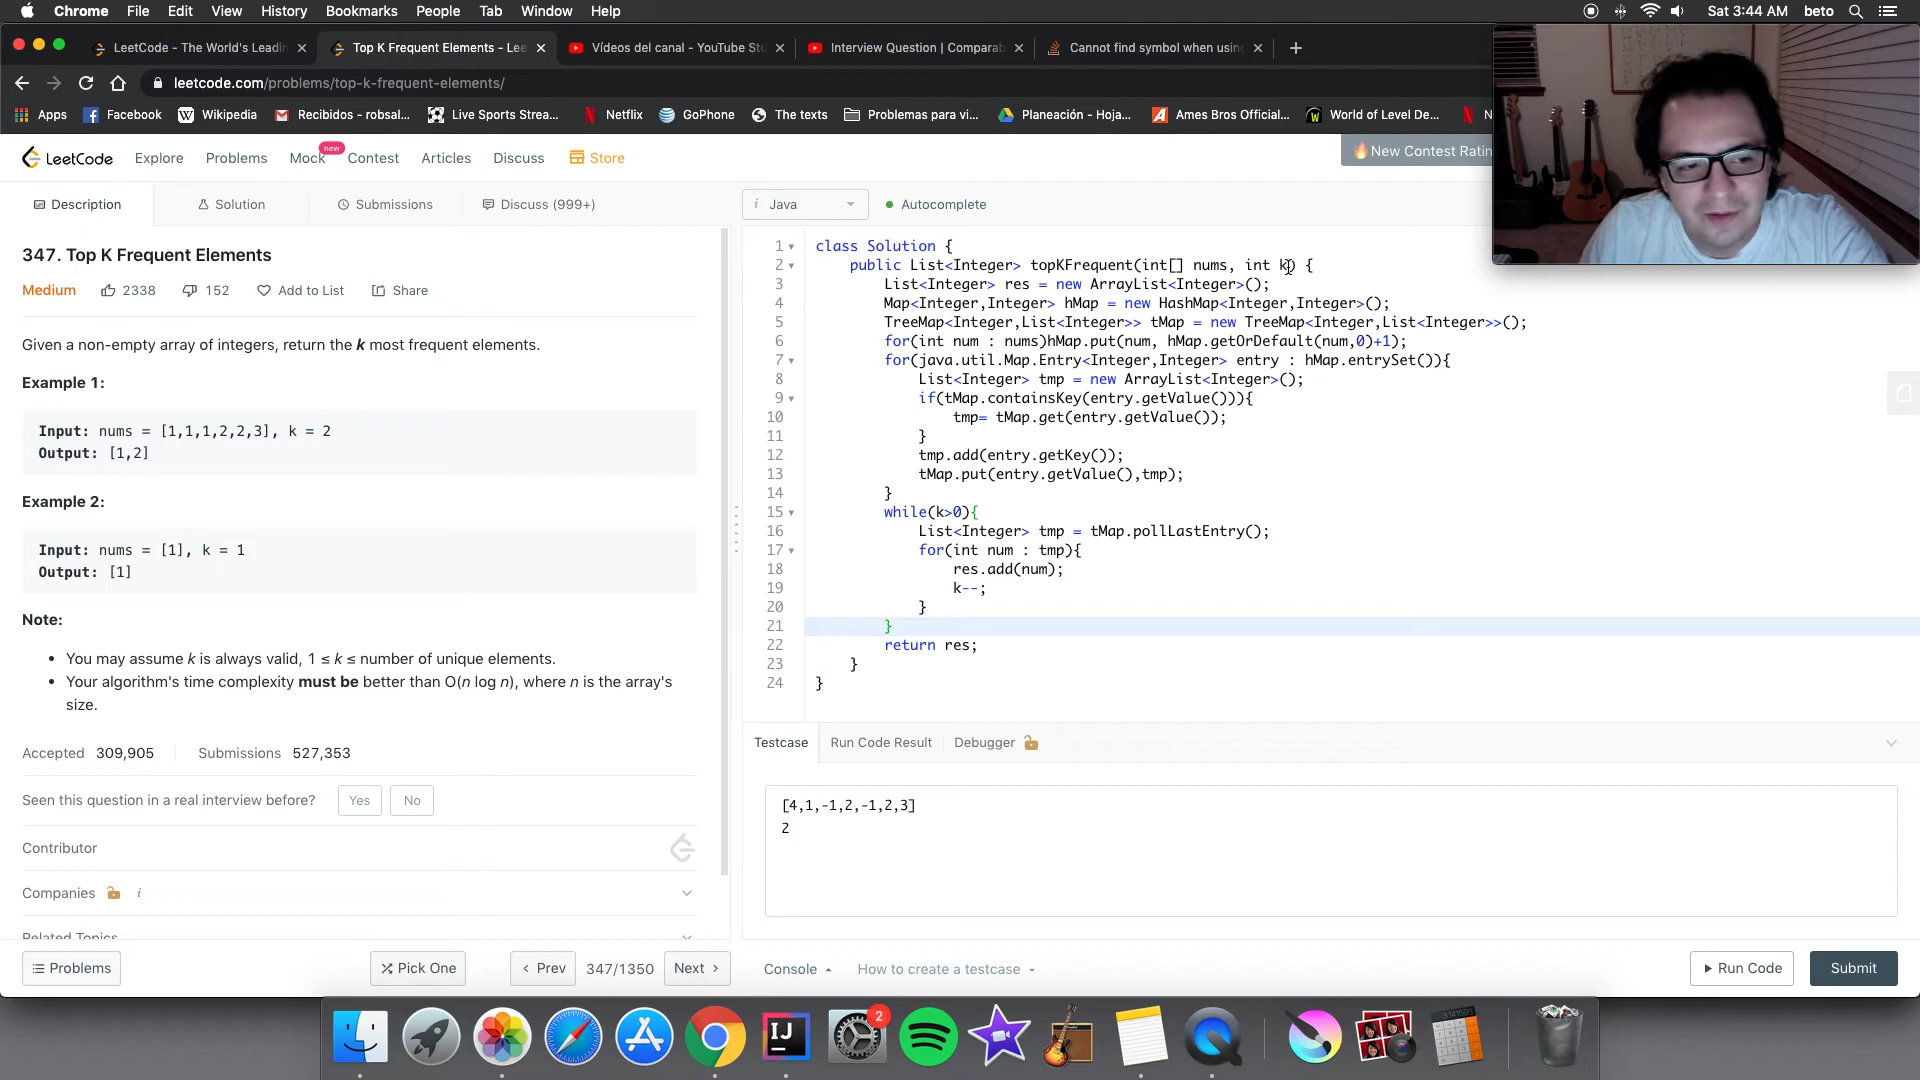 Chrome File Edit View History Bookmarks People Tab Window Help Sat 3:44 AM beto
LeetCode - The World's Leadin
Top K Frequent Elements - Lee
Vídeos del canal - YouTube Stu
Interview Question | Comparab
Cannot find symbol when using
leetcode.com/problems/top-k-frequent-elements/
Apps Facebook Wikipedia Recibidos - robsal... Live Sports Strea... Netflix GoPhone The texts Problemas para vi... Planeación - Hoja... Ames Bros Official... World of Level De... N
LeetCode Explore Problems Mock new Contest Articles Discuss Store
New Contest Ratin
Description Solution Submissions Discuss (999+)
i Java Autocomplete
347. Top K Frequent Elements
Medium 2338 152 Add to List Share
Given a non-empty array of integers, return the k most frequent elements.
Example 1:
Input: nums = [1,1,1,2,2,3], k = 2
Output: [1,2]
Example 2:
Input: nums = [1], k = 1
Output: [1]
Note:
• You may assume k is always valid, 1 ≤ k ≤ number of unique elements.
• Your algorithm's time complexity must be better than O(n log n), where n is the array's
size.
Accepted 309,905 Submissions 527,353
Seen this question in a real interview before? Yes No
Contributor
Companies i
Related Topics
1 class Solution {
2 public List<Integer> topKFrequent(int[] nums, int k) {
3 List<Integer> res = new ArrayList<Integer>();
4 Map<Integer,Integer> hMap = new HashMap<Integer,Integer>();
5 TreeMap<Integer,List<Integer>> tMap = new TreeMap<Integer,List<Integer>>();
6 for(int num : nums)hMap.put(num, hMap.getOrDefault(num,0)+1);
7 for(java.util.Map.Entry<Integer,Integer> entry : hMap.entrySet()){
8 List<Integer> tmp = new ArrayList<Integer>();
9 if(tMap.containsKey(entry.getValue())){
10 tmp= tMap.get(entry.getValue());
11 }
12 tmp.add(entry.getKey());
13 tMap.put(entry.getValue(),tmp);
14 }
15 while(k>0){
16 List<Integer> tmp = tMap.pollLastEntry();
17 for(int num : tmp){
18 res.add(num);
19 k--;
20 }
21 }
22 return res;
23 }
24 }
Testcase Run Code Result Debugger
[4,1,-1,2,-1,2,3]
2
Problems Pick One Prev 347/1350 Next Console How to create a testcase Run Code Submit
IJ
2
3.141593